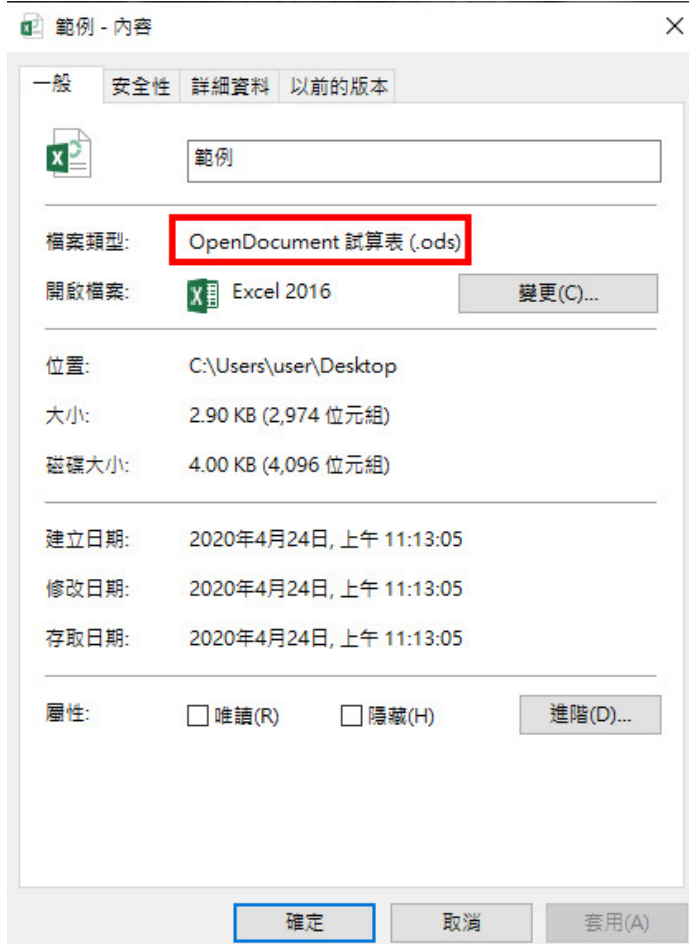 範例 - 內容
一般 安全性 詳細資料 以前的版本
範例
檔案類型: OpenDocument 試算表 (.ods)
開啟檔案: Excel 2016 變更(C)...
位置: C:\Users\user\Desktop
大小: 2.90 KB (2,974 位元組)
磁碟大小: 4.00 KB (4,096 位元組)
建立日期: 2020年4月24日, 上午 11:13:05
修改日期: 2020年4月24日, 上午 11:13:05
存取日期: 2020年4月24日, 上午 11:13:05
屬性: 唯讀(R) 隱藏(H) 進階(D)...
確定 取消 套用(A)